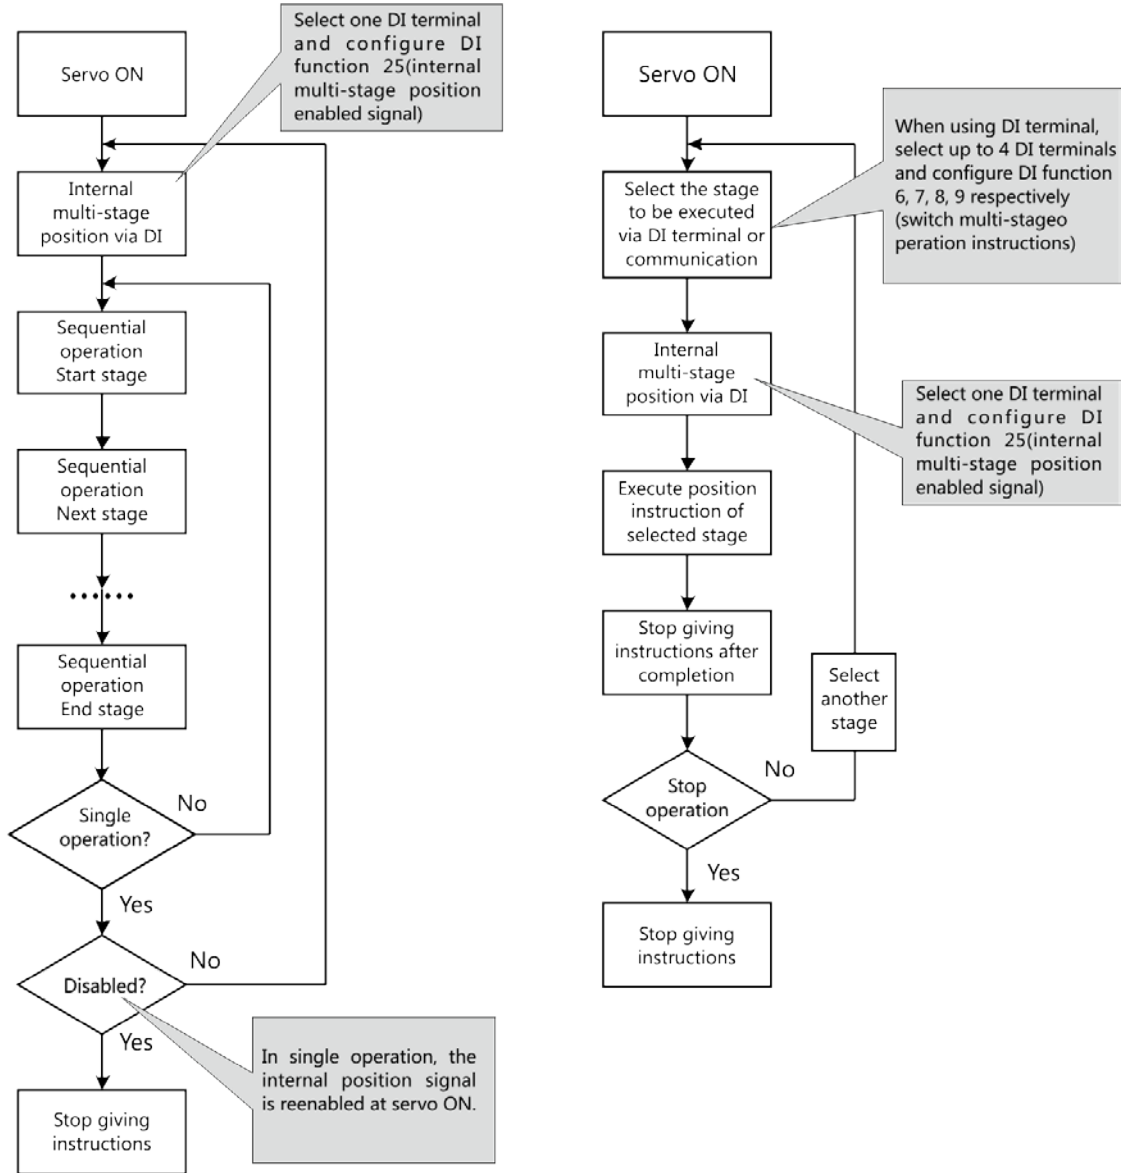 Servo ON
Select one DI terminal
and configure DI
function 25(internal
multi-stage position
enabled signal)
Internal
multi-stage
position via DI
Sequential
operation
Start stage
Sequential
operation
Next stage
......
Sequential
operation
End stage
Single
operation?
No
Yes
Disabled?
No
Yes
In single operation, the
internal position signal
is reenabled at servo ON.
Stop giving
instructions
Servo ON
When using DI terminal,
select up to 4 DI terminals
and configure DI function
6, 7, 8, 9 respectively
(switch multi-stageo
peration instructions)
Select the stage
to be executed
via DI terminal or
communication
Internal
multi-stage
position via DI
Select one DI terminal
and configure DI
function 25(internal
multi-stage position
enabled signal)
Execute position
instruction of
selected stage
Stop giving
instructions after
completion
Select
another
stage
Stop
operation
No
Yes
Stop giving
instructions